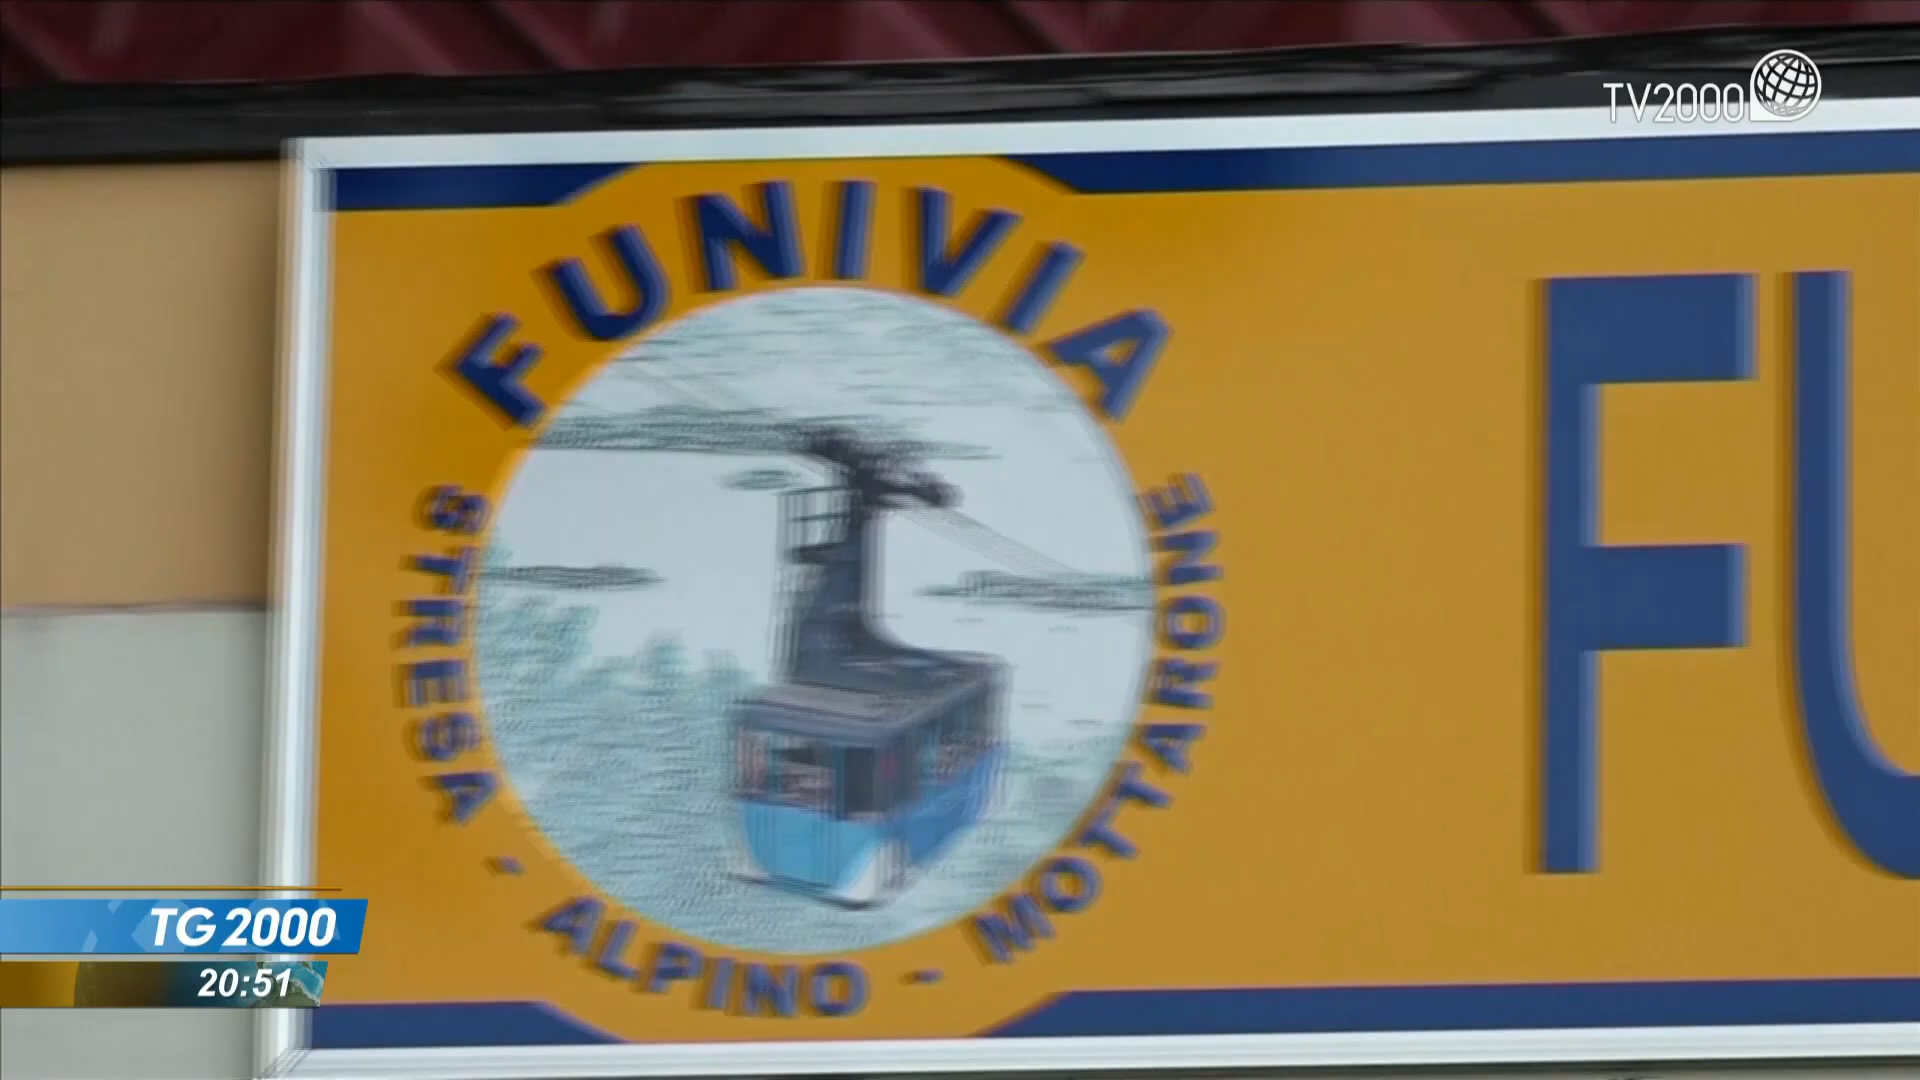 TV2000
FUNIVIA
STRESA - ALPINO - MOTTARONE
FU
TG 2000
20:51